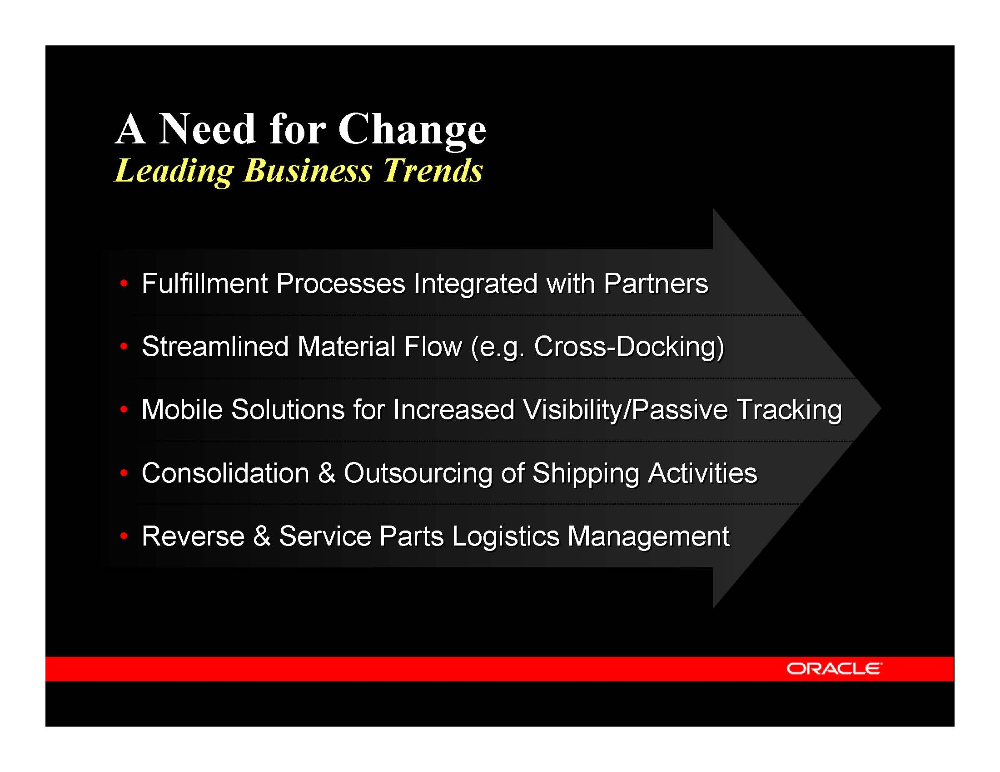 A Need for Change
Leading Business Trends
• Fulfillment Processes Integrated with Partners
• Streamlined Material Flow (e.g. Cross-Docking)
• Mobile Solutions for Increased Visibility/Passive Tracking
• Consolidation & Outsourcing of Shipping Activities
• Reverse & Service Parts Logistics Management
ORACLE®